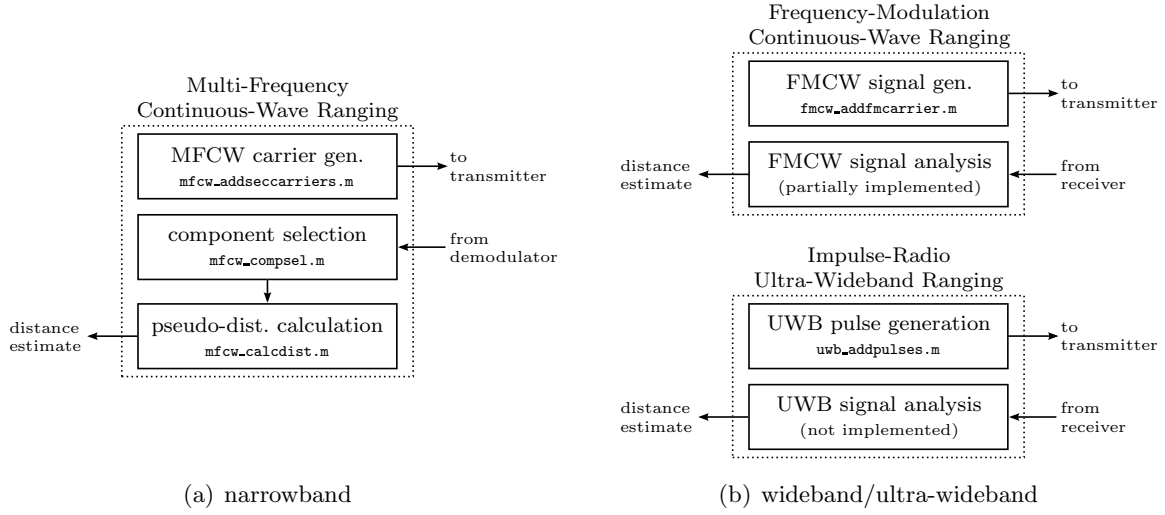 Multi-Frequency
Continuous-Wave Ranging
MFCW carrier gen.
mfcw_addseccarriers.m
to
transmitter
component selection
mfcw_compsel.m
from
demodulator
pseudo-dist. calculation
mfcw_calcdist.m
distance
estimate
(a) narrowband
Frequency-Modulation
Continuous-Wave Ranging
FMCW signal gen.
fmcw_addfmcarrier.m
to
transmitter
distance
estimate
FMCW signal analysis
(partially implemented)
from
receiver
Impulse-Radio
Ultra-Wideband Ranging
UWB pulse generation
uwb_addpulses.m
to
transmitter
distance
estimate
UWB signal analysis
(not implemented)
from
receiver
(b) wideband/ultra-wideband